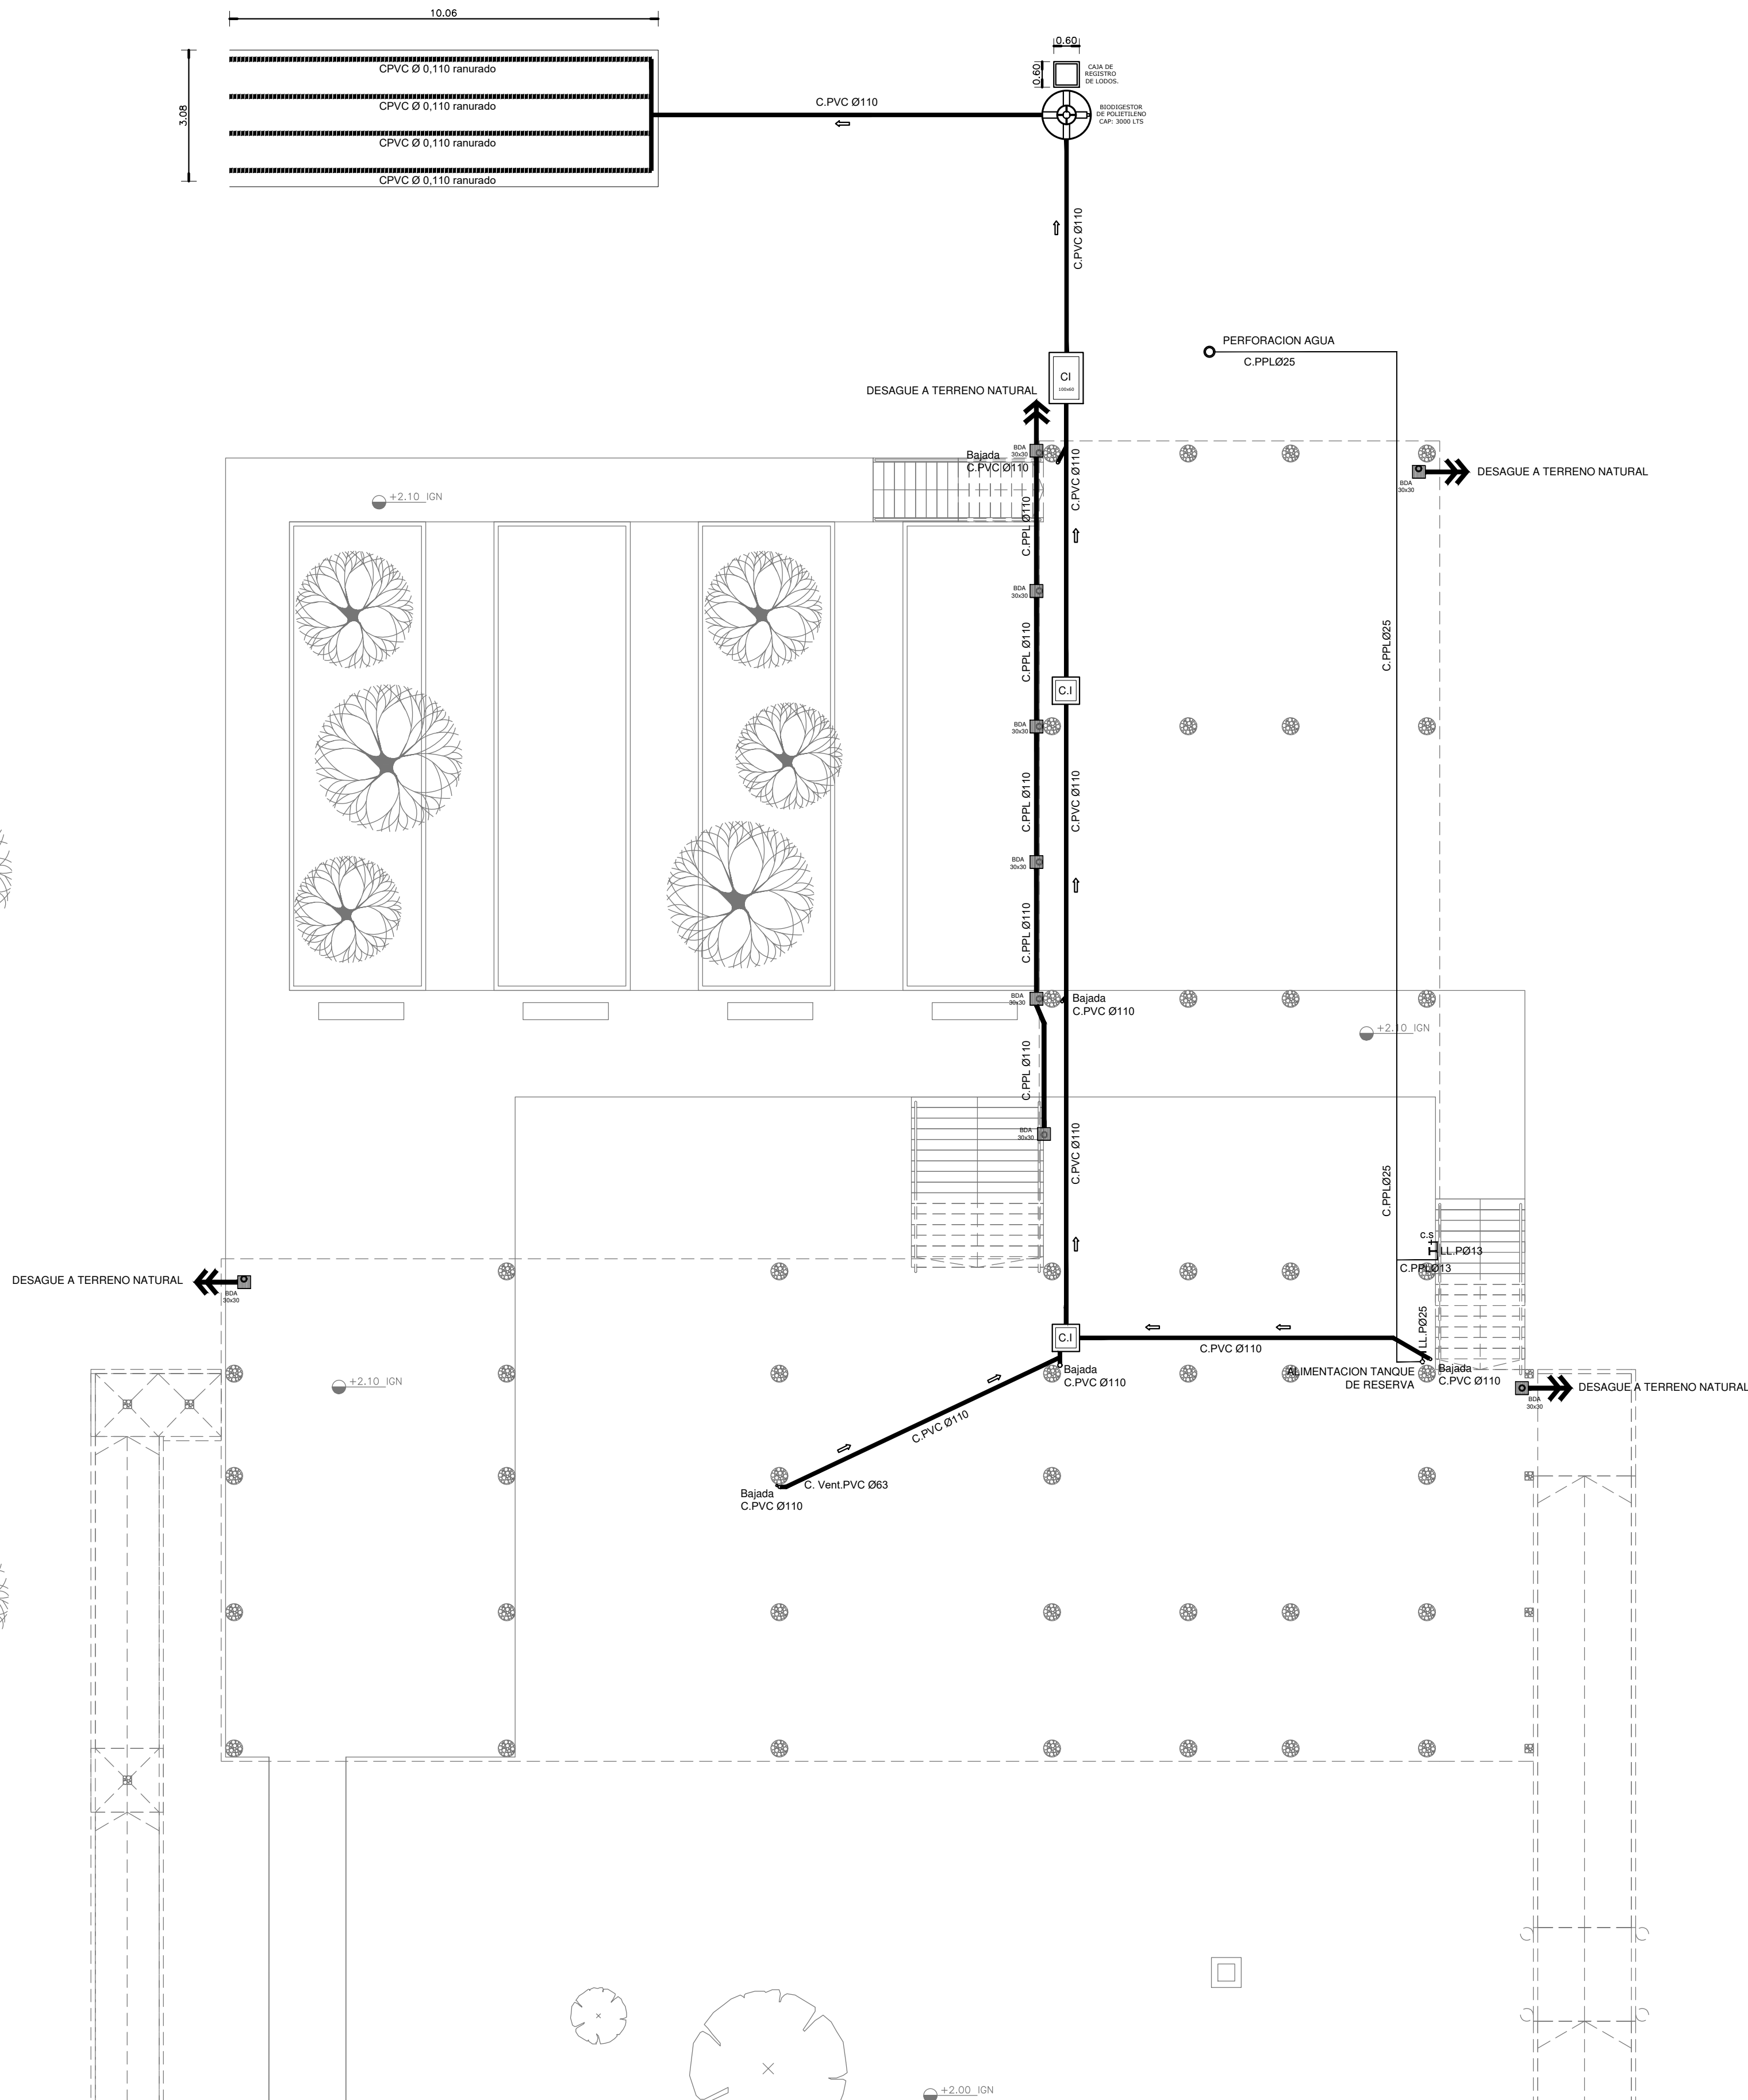 10.06
0.60
CPVC Ø 0,110 ranurado
CPVC Ø 0,110 ranurado
CPVC Ø 0,110 ranurado
CPVC Ø 0,110 ranurado
3.08
C.PVC Ø110
0.60
CAJA DE
REGISTRO
DE LODOS.
BIODIGESTOR
DE POLIETILENO
CAP: 3000 LTS
C.PVC Ø110
PERFORACION AGUA
C.PPLØ25
CI
100x60
DESAGUE A TERRENO NATURAL
BDA
30x30
Bajada
C.PVC Ø110
C.PVC Ø110
BDA
30x30
DESAGUE A TERRENO NATURAL
+2.10 IGN
C.PPL Ø110
BDA
30x30
C.PPL Ø110
C.PPLØ25
C.I
BDA
30x30
C.PPL Ø110
C.PVC Ø110
BDA
30x30
C.PPL Ø110
BDA
30x30
Bajada
C.PVC Ø110
+2.10 IGN
C.PPL Ø110
BDA
30x30
C.PVC Ø110
C.PPLØ25
C.S
LL.PØ13
C.PPLØ13
DESAGUE A TERRENO NATURAL
BDA
30x30
C.I
C.PVC Ø110
LL.PØ25
Bajada
C.PVC Ø110
ALIMENTACION TANQUE
DE RESERVA
Bajada
C.PVC Ø110
DESAGUE A TERRENO NATURAL
BDA
30x30
+2.10 IGN
C.PVC Ø110
C. Vent.PVC Ø63
Bajada
C.PVC Ø110
+2.00 IGN